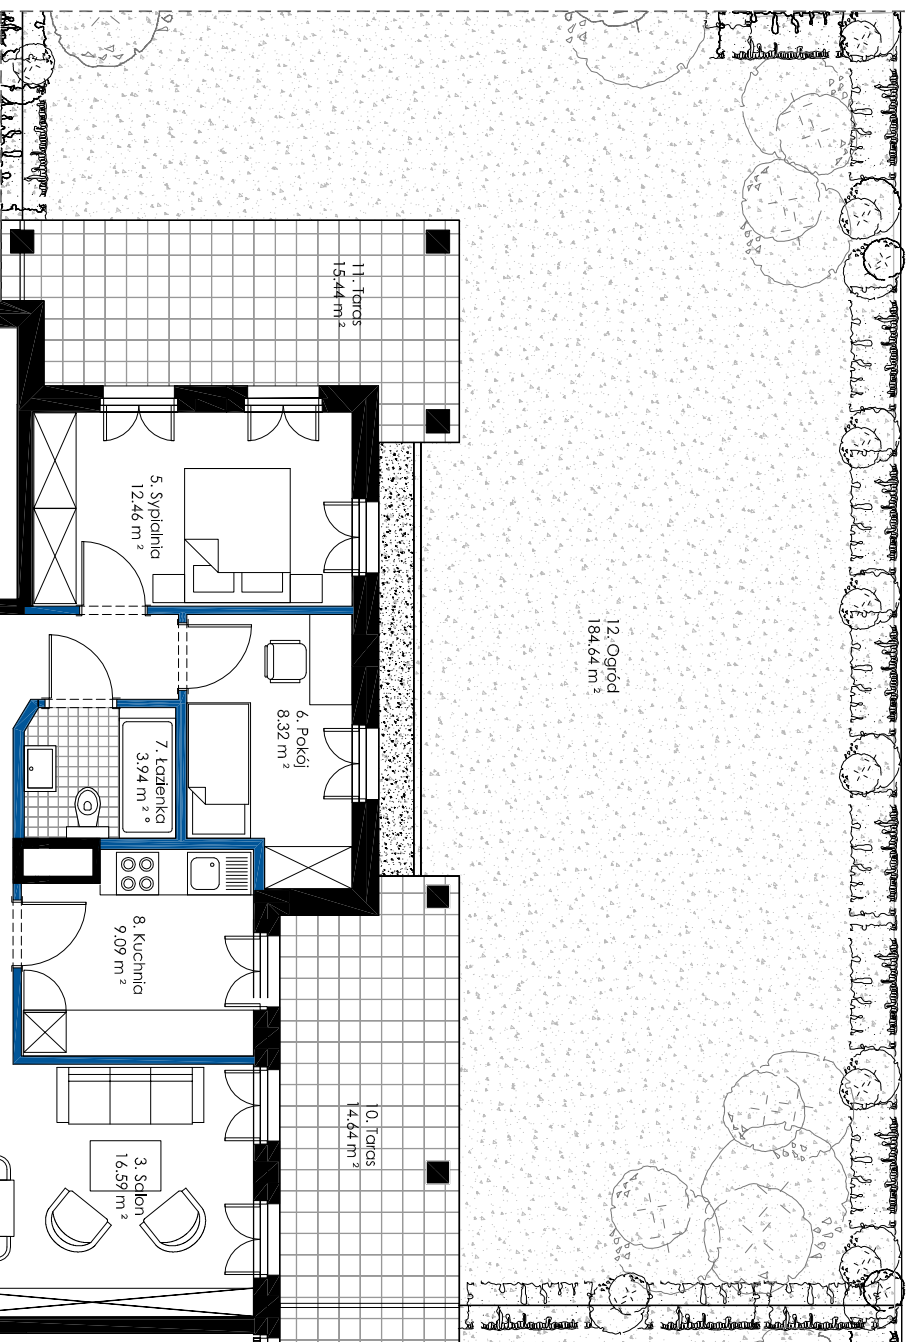 11. Taras
15.44 m²
5. Sypialnia
12.46 m²
12. Ogród
184.64 m²
6. Pokój
8.32 m²
7. Łazienka
3.94 m² °
8. Kuchnia
9.09 m²
10. Taras
14.64 m²
3. Salon
16.59 m²